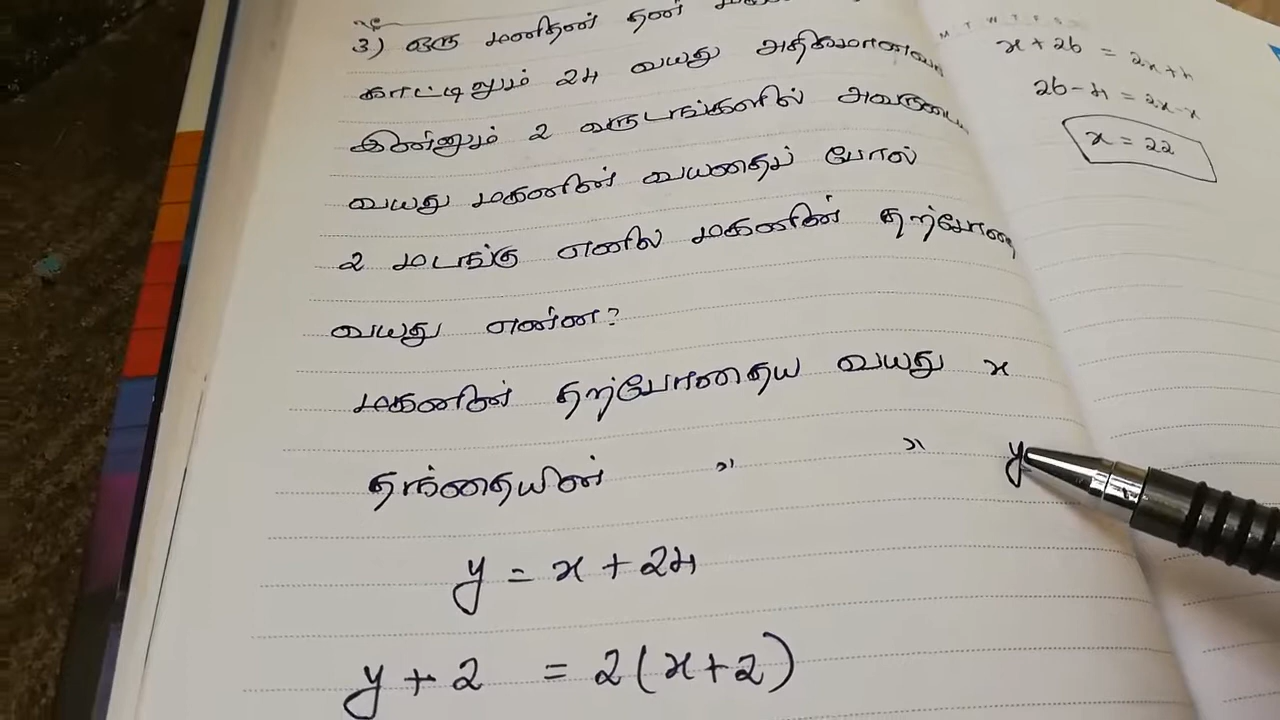 3) ஒரு மனிதன் தன்
காட்டிலும் 24 வயது அதிகமானவர்
இன்னும் 2 வருடங்களில் அவருடைய
வயது மகனின் வயதைப் போல்
2 மடங்கு எனில் மகனின் தற்போதைய
வயது என்ன?
மகனின் தற்போதைய வயது x
தந்தையின் " " y
y = x + 24
y + 2 = 2(x+2)
M T W T F S S
x + 26 = 2x + 4
26 - 4 = 2x - x
x = 22